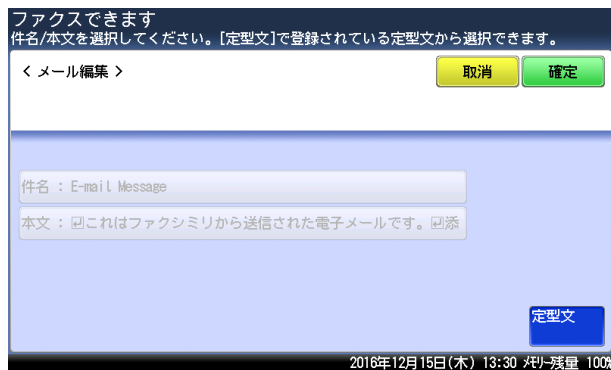 ファクスできます
件名/本文を選択してください。[定型文]で登録されている定型文から選択できます。
< メール編集 >
取消
確定
件名 : E-mail Message
本文 : ↵これはファクシミリから送信された電子メールです。↵添
定型文
2016年12月15日(木) 13:30 ﾒﾓﾘｰ残量 100%